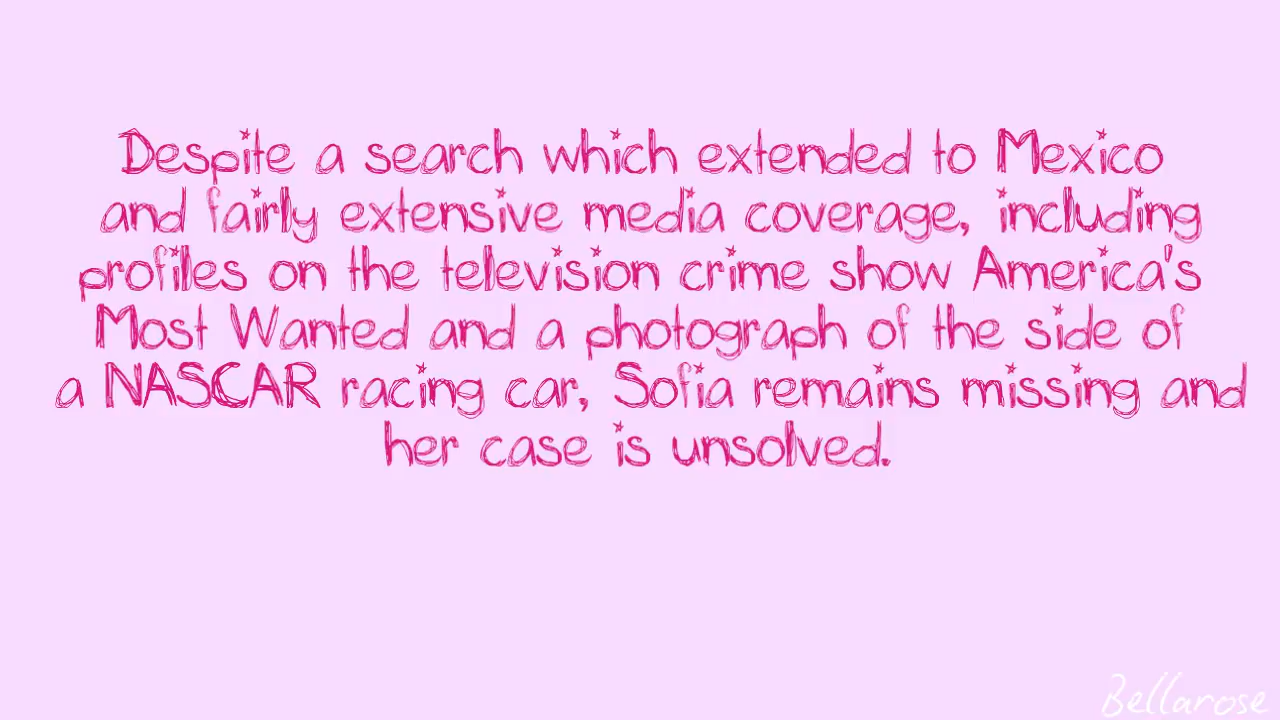 Despite a search which extended to Mexico
and fairly extensive media coverage, including
profiles on the television crime show America's
Most Wanted and a photograph of the side of
a NASCAR racing car, Sofia remains missing and
her case is unsolved.
Bellarose